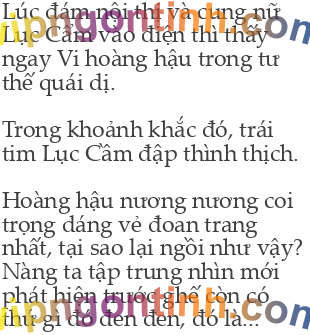 Lúc đám nội thị và cung nữ
Lục Cầm vào điện thì thấy
ngay Vi hoàng hậu trong tư
thế quái dị.
Trong khoảnh khắc đó, trái
tim Lục Cầm đập thình thịch.
Hoàng hậu nương nương coi
trọng dáng vẻ đoan trang
nhất, tại sao lại ngồi như vậy?
Nàng ta tập trung nhìn mới
phát hiện trước ghế còn có
thứ gì đó đen đen, đó là...
vipngontinh.com
vipngontinh.com